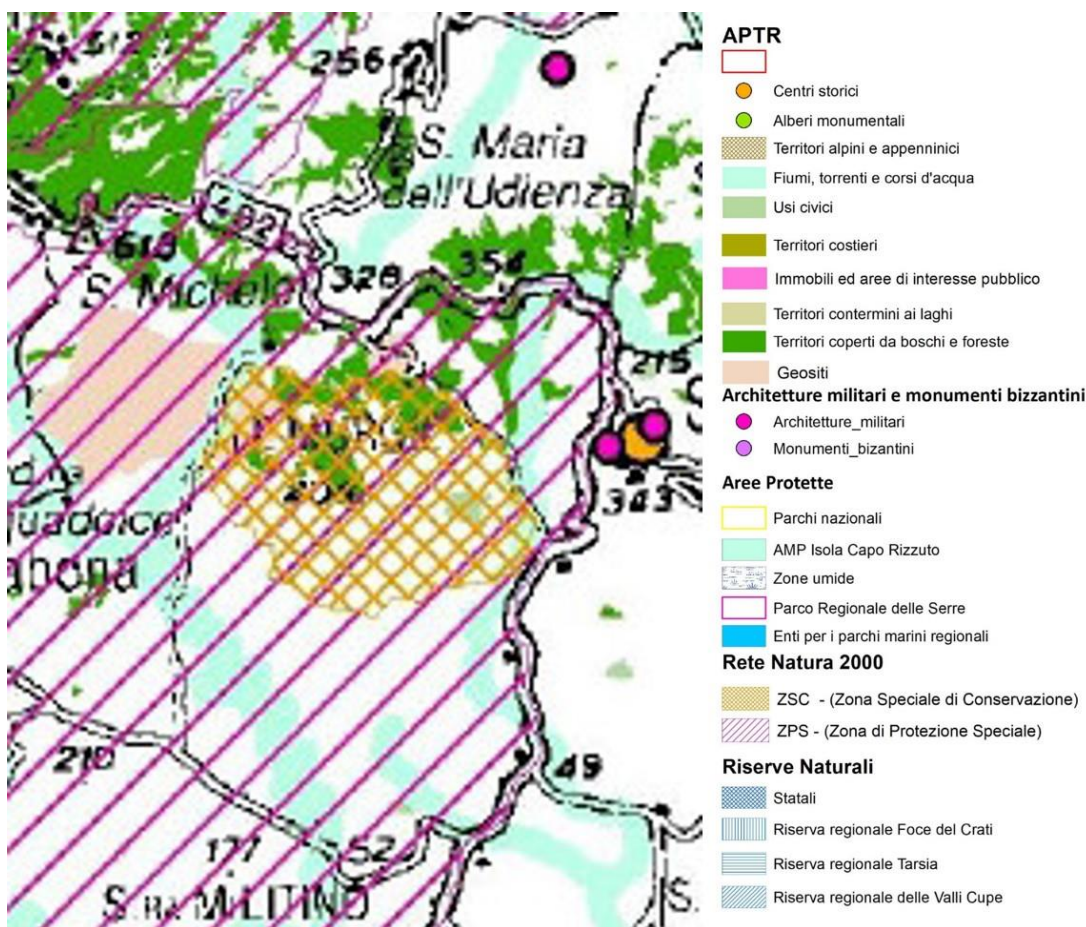 256
S. Maria
dell'Udienza
618
S. Michele
328
354
215
343
210
49
177
52
S.RA MILITINO
S.
APTR
Centri storici
Alberi monumentali
Territori alpini e appenninici
Fiumi, torrenti e corsi d'acqua
Usi civici
Territori costieri
Immobili ed aree di interesse pubblico
Territori contermini ai laghi
Territori coperti da boschi e foreste
Geositi
Architetture militari e monumenti bizzantini
Architetture_militari
Monumenti_bizantini
Aree Protette
Parchi nazionali
AMP Isola Capo Rizzuto
Zone umide
Parco Regionale delle Serre
Enti per i parchi marini regionali
Rete Natura 2000
ZSC - (Zona Speciale di Conservazione)
ZPS - (Zona di Protezione Speciale)
Riserve Naturali
Statali
Riserva regionale Foce del Crati
Riserva regionale Tarsia
Riserva regionale delle Valli Cupe